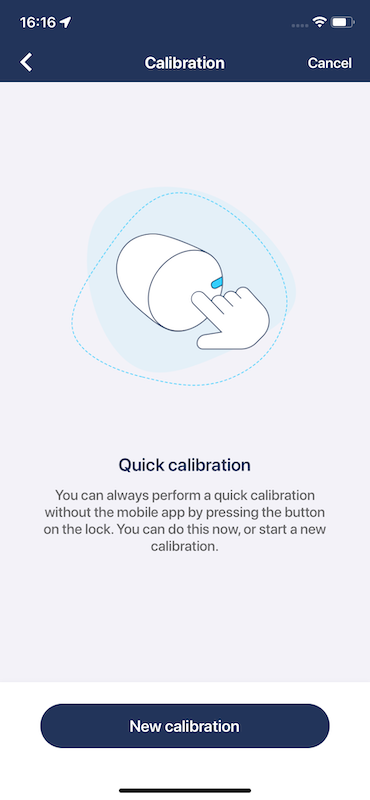 16:16
Calibration
Cancel
Quick calibration
You can always perform a quick calibration
without the mobile app by pressing the button
on the lock. You can do this now, or start a new
calibration.
New calibration